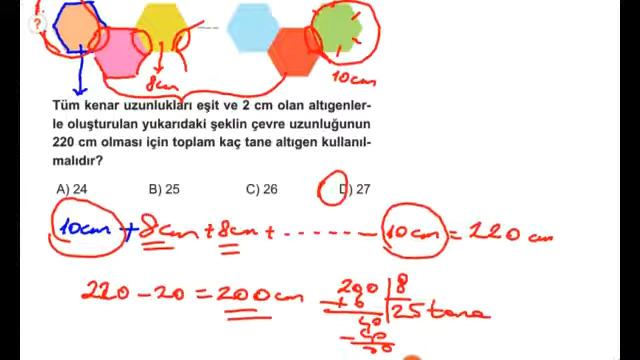 ?
8cm
10cm
Tüm kenar uzunlukları eşit ve 2 cm olan altıgenler-
le oluşturulan yukarıdaki şeklin çevre uzunluğunun
220 cm olması için toplam kaç tane altıgen kullanıl-
malıdır?
A) 24 B) 25 C) 26 D) 27
10cm + 8cm + 8cm + ------- 10cm = 220 cm
220 - 20 = 200cm
200 | 8
25 tane
40
- 40